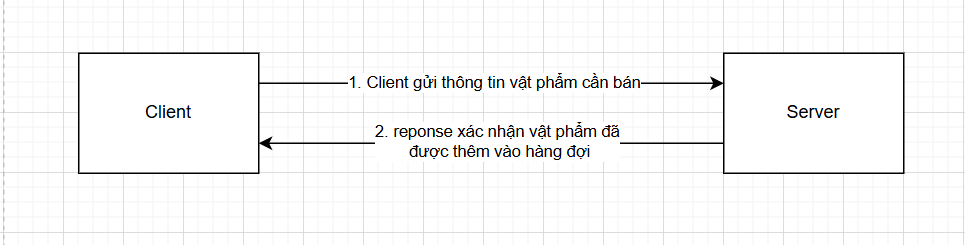 Client
1. Client gửi thông tin vật phẩm cần bán
Server
2. reponse xác nhận vật phẩm đã
được thêm vào hàng đợi